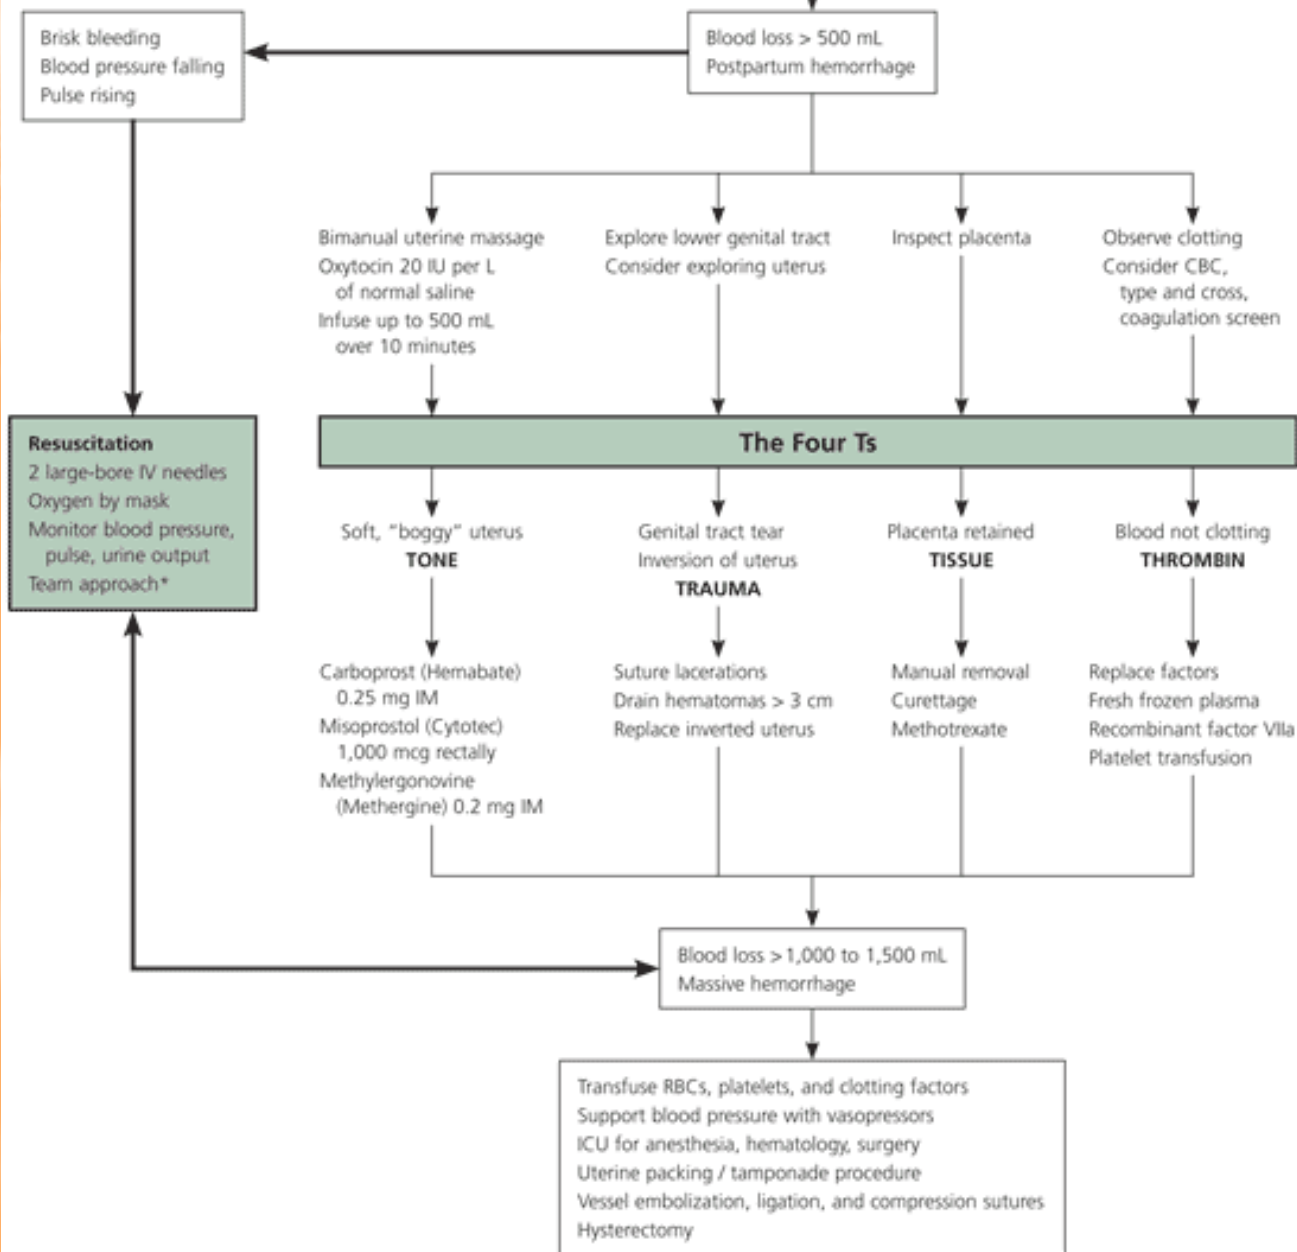 Brisk bleeding
Blood pressure falling
Pulse rising
Blood loss > 500 mL
Postpartum hemorrhage
Bimanual uterine massage
Oxytocin 20 IU per L
of normal saline
Infuse up to 500 mL
over 10 minutes
Explore lower genital tract
Consider exploring uterus
Inspect placenta
Observe clotting
Consider CBC,
type and cross,
coagulation screen
Resuscitation
2 large-bore IV needles
Oxygen by mask
Monitor blood pressure,
pulse, urine output
Team approach*
The Four Ts
Soft, "boggy" uterus
TONE
Genital tract tear
Inversion of uterus
TRAUMA
Placenta retained
TISSUE
Blood not clotting
THROMBIN
Carboprost (Hemabate)
0.25 mg IM
Misoprostol (Cytotec)
1,000 mcg rectally
Methylergonovine
(Methergine) 0.2 mg IM
Suture lacerations
Drain hematomas > 3 cm
Replace inverted uterus
Manual removal
Curettage
Methotrexate
Replace factors
Fresh frozen plasma
Recombinant factor VIIa
Platelet transfusion
Blood loss > 1,000 to 1,500 mL
Massive hemorrhage
Transfuse RBCs, platelets, and clotting factors
Support blood pressure with vasopressors
ICU for anesthesia, hematology, surgery
Uterine packing / tamponade procedure
Vessel embolization, ligation, and compression sutures
Hysterectomy